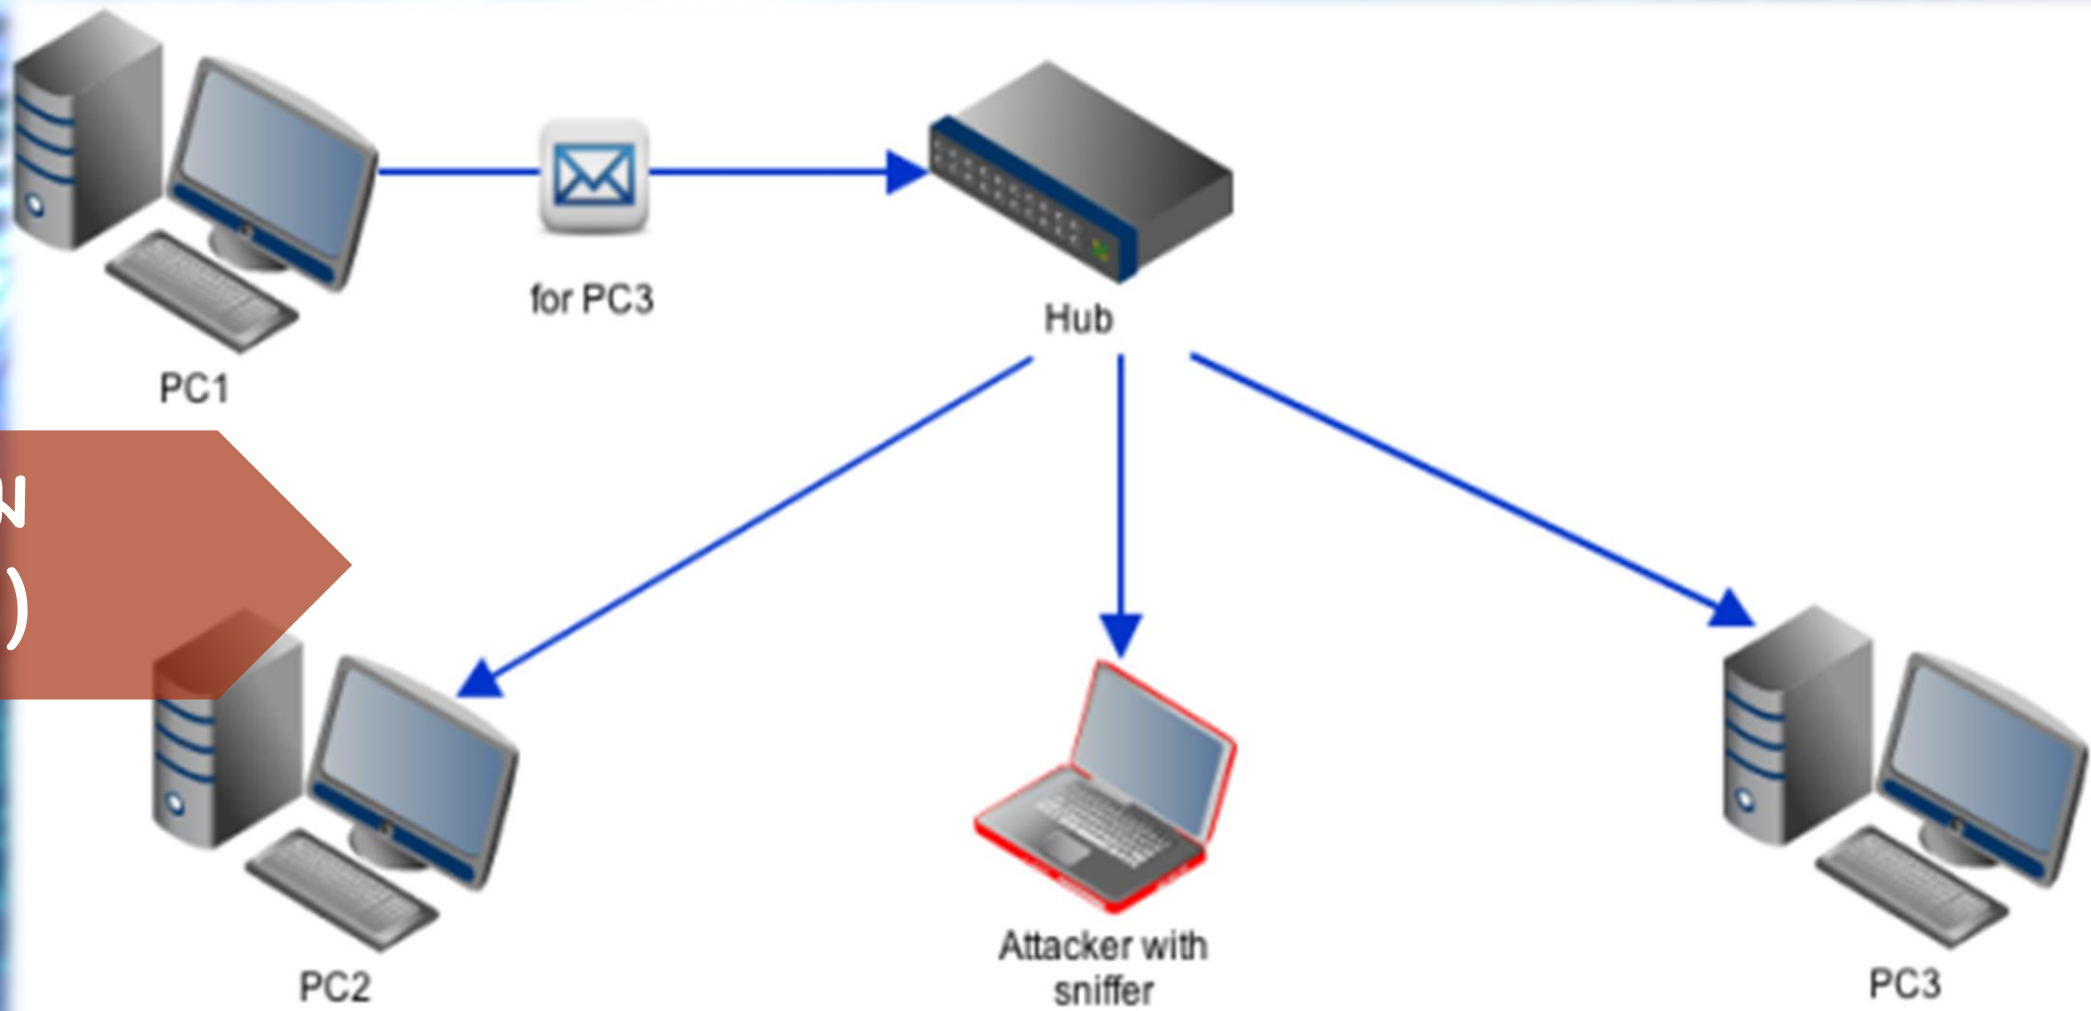 for PC3
Hub
PC1
)
PC2
Attacker with
sniffer
PC3